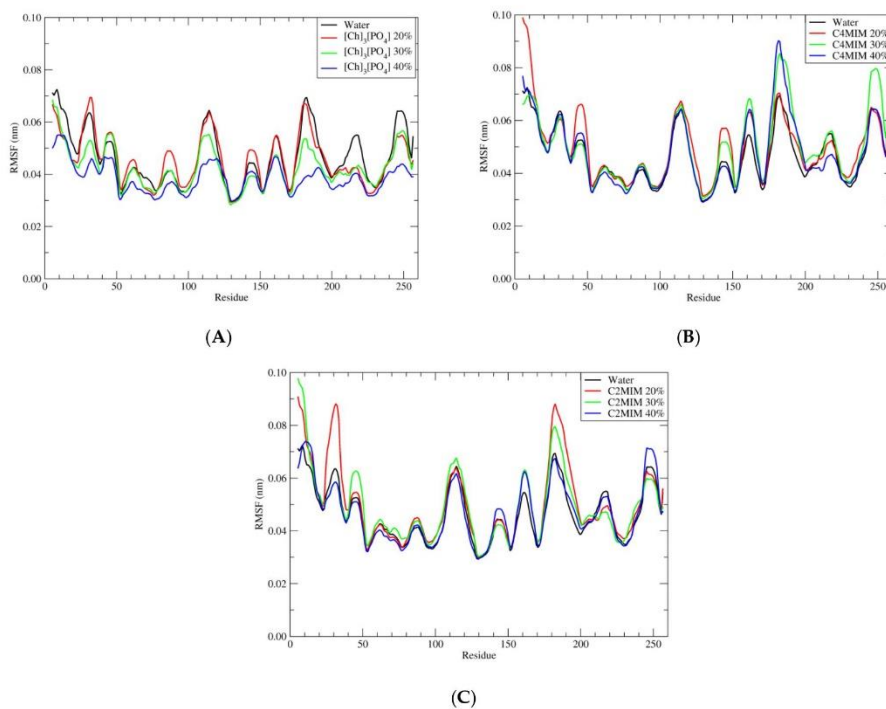 0.10
0.08
0.06
0.04
0.02
0.00
RMSF (nm)
0
50
100
150
200
250
Residue
Water
[Ch]₃[PO₄] 20%
[Ch]₃[PO₄] 30%
[Ch]₃[PO₄] 40%
(A)
0.10
0.08
0.06
0.04
0.02
0.00
RMSF (nm)
0
50
100
150
200
250
Residue
Water
C4MIM 20%
C4MIM 30%
C4MIM 40%
(B)
0.10
0.08
0.06
0.04
0.02
0.00
RMSF (nm)
0
50
100
150
200
250
Residue
Water
C2MIM 20%
C2MIM 30%
C2MIM 40%
(C)